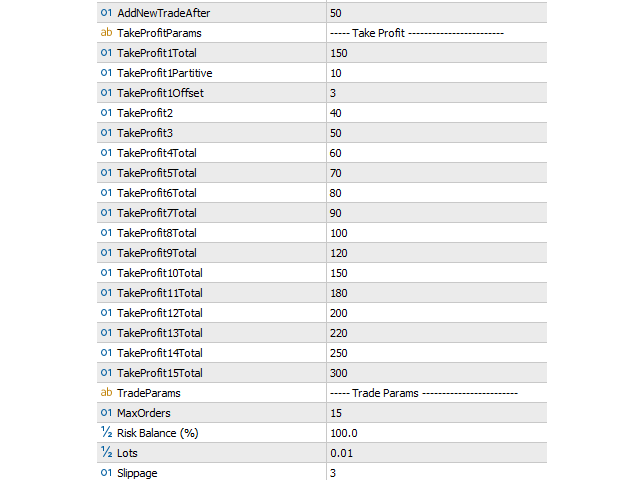 01 AddNewTradeAfter 50
ab TakeProfitParams ----- Take Profit ------------------------
01 TakeProfit1Total 150
01 TakeProfit1Partitive 10
01 TakeProfit1Offset 3
01 TakeProfit2 40
01 TakeProfit3 50
01 TakeProfit4Total 60
01 TakeProfit5Total 70
01 TakeProfit6Total 80
01 TakeProfit7Total 90
01 TakeProfit8Total 100
01 TakeProfit9Total 120
01 TakeProfit10Total 150
01 TakeProfit11Total 180
01 TakeProfit12Total 200
01 TakeProfit13Total 220
01 TakeProfit14Total 250
01 TakeProfit15Total 300
ab TradeParams ----- Trade Params ------------------------
01 MaxOrders 15
½ Risk Balance (%) 100.0
½ Lots 0.01
01 Slippage 3